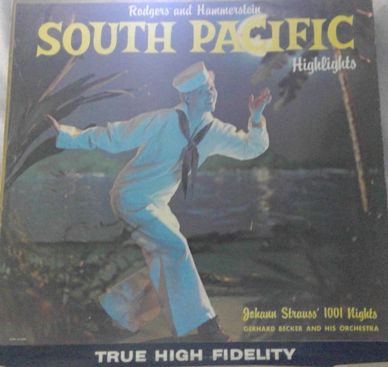 Rodgers and Hammerstein
SOUTH PACIFIC
Highlights
Johann Strauss' 1001 Nights
GERHARD BECKER AND HIS ORCHESTRA
TRUE HIGH FIDELITY